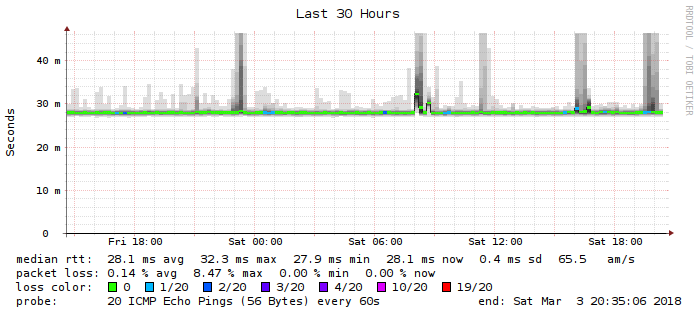 Last 30 Hours
RRDTOOL / TOBI OETIKER
Seconds
40 m
30 m
20 m
10 m
0
Fri 18:00 Sat 00:00 Sat 06:00 Sat 12:00 Sat 18:00
median rtt: 28.1 ms avg 32.3 ms max 27.9 ms min 28.1 ms now 0.4 ms sd 65.5 am/s
packet loss: 0.14 % avg 8.47 % max 0.00 % min 0.00 % now
loss color: 0 1/20 2/20 3/20 4/20 10/20 19/20
probe: 20 ICMP Echo Pings (56 Bytes) every 60s end: Sat Mar 3 20:35:06 2018